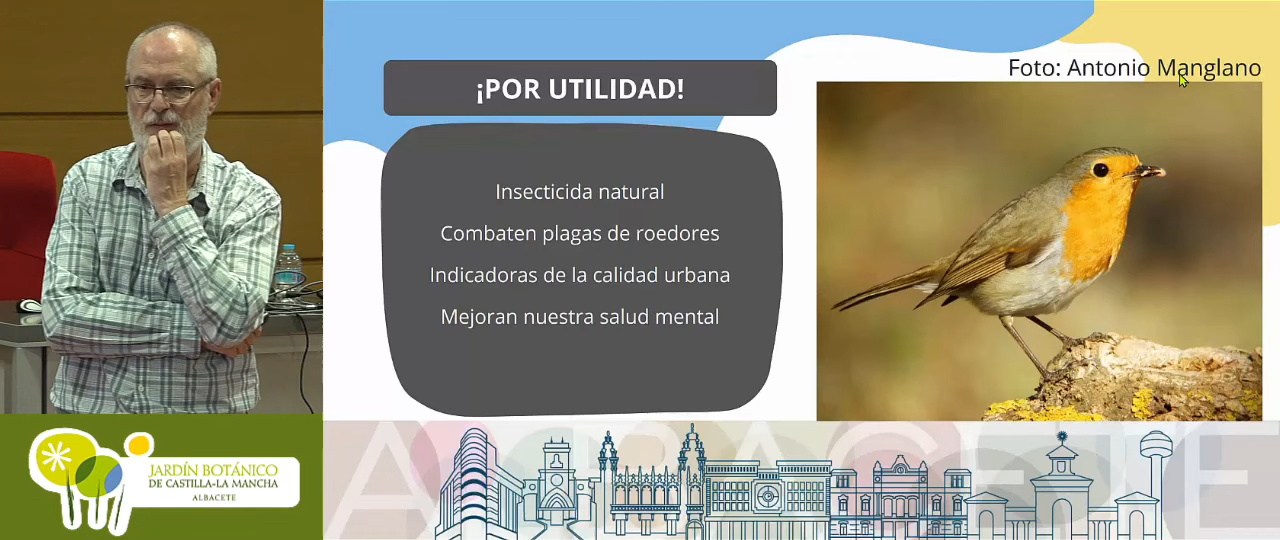 ¡POR UTILIDAD!
Foto: Antonio Manglano
Insecticida natural
Combaten plagas de roedores
Indicadoras de la calidad urbana
Mejoran nuestra salud mental
JARDÍN BOTÁNICO
DE CASTILLA-LA MANCHA
ALBACETE
ALBACETE